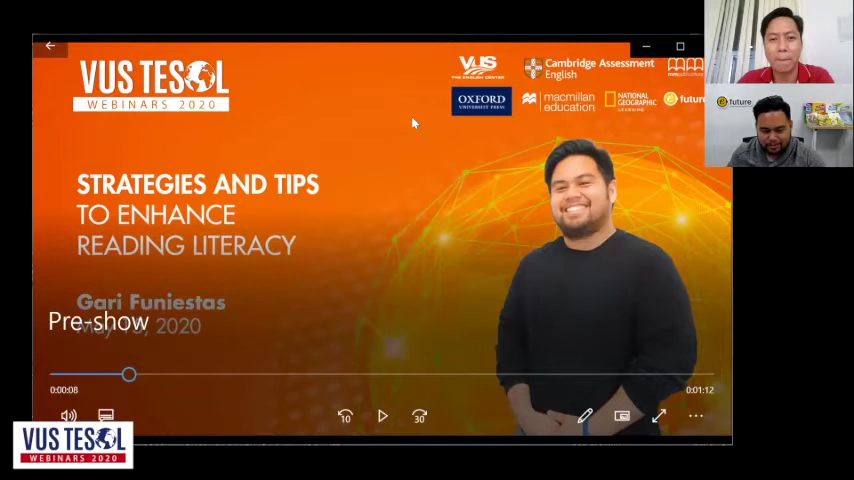 VUS TESOL
WEBINARS 2020
VUS
THE ENGLISH CENTER
Cambridge Assessment
English
OXFORD
UNIVERSITY PRESS
macmillan
education
NATIONAL
GEOGRAPHIC
LEARNING
e future
e future
STRATEGIES AND TIPS
TO ENHANCE
READING LITERACY
Gari Funiestas
2020
Pre-show
0:00:08
0:01:12
10
30
VUS TESOL
WEBINARS 2020